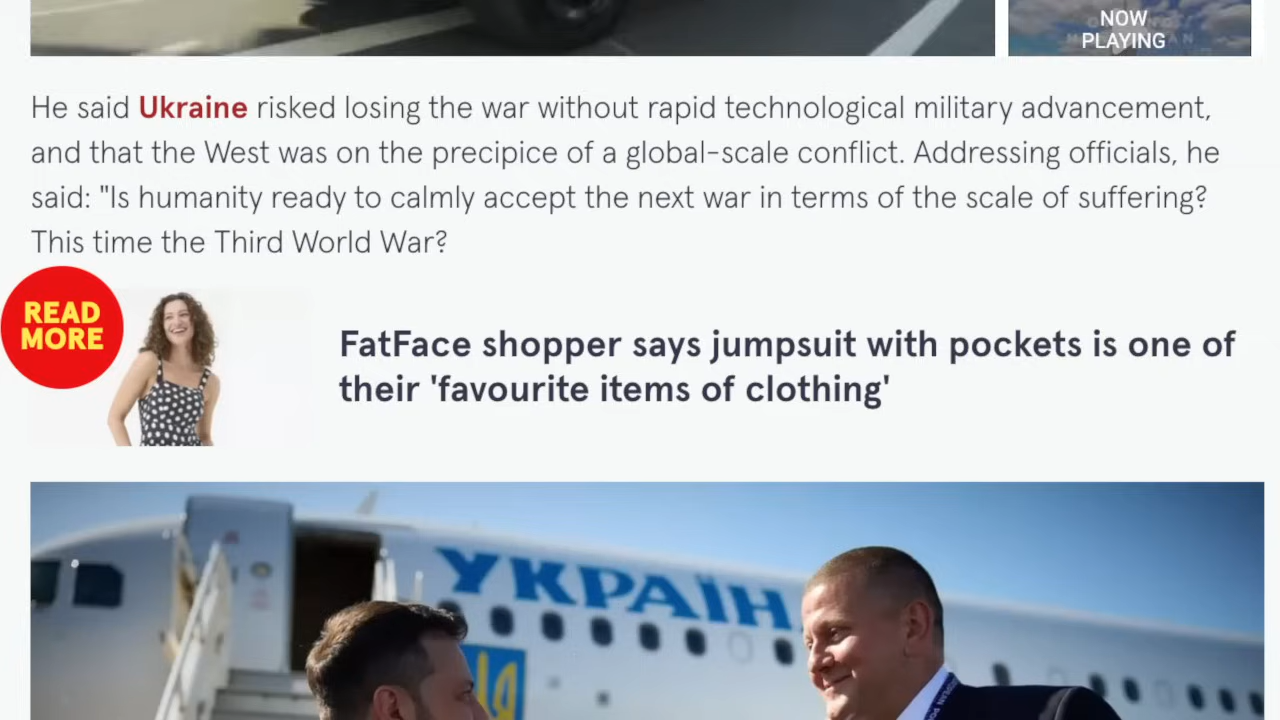 NOW
PLAYING
He said Ukraine risked losing the war without rapid technological military advancement,
and that the West was on the precipice of a global-scale conflict. Addressing officials, he
said: "Is humanity ready to calmly accept the next war in terms of the scale of suffering?
This time the Third World War?
READ
MORE
FatFace shopper says jumpsuit with pockets is one of
their 'favourite items of clothing'
УКРАЇН